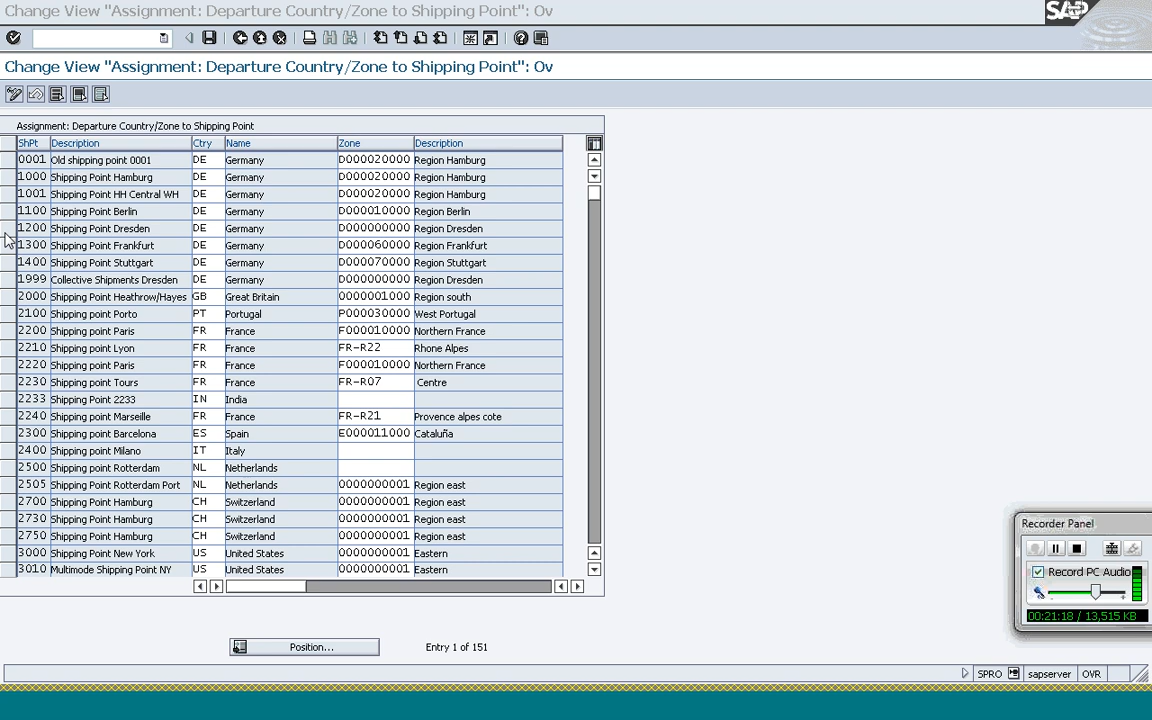 Change View "Assignment: Departure Country/Zone to Shipping Point": Ov
SAP
Change View "Assignment: Departure Country/Zone to Shipping Point": Ov
Assignment: Departure Country/Zone to Shipping Point
ShPt Description Ctry Name Zone Description
0001 Old shipping point 0001 DE Germany D000020000 Region Hamburg
1000 Shipping Point Hamburg DE Germany D000020000 Region Hamburg
1001 Shipping Point HH Central WH DE Germany D000020000 Region Hamburg
1100 Shipping Point Berlin DE Germany D000010000 Region Berlin
1200 Shipping Point Dresden DE Germany D000000000 Region Dresden
1300 Shipping Point Frankfurt DE Germany D000060000 Region Frankfurt
1400 Shipping Point Stuttgart DE Germany D000070000 Region Stuttgart
1999 Collective Shipments Dresden DE Germany D000000000 Region Dresden
2000 Shipping Point Heathrow/Hayes GB Great Britain 0000001000 Region south
2100 Shipping Point Porto PT Portugal P000030000 West Portugal
2200 Shipping Point Paris FR France F000010000 Northern France
2210 Shipping point Lyon FR France FR-R22 Rhone Alpes
2220 Shipping point Paris FR France F000010000 Northern France
2230 Shipping point Tours FR France FR-R07 Centre
2233 Shipping Point 2233 IN India
2240 Shipping point Marseille FR France FR-R21 Provence alpes cote
2300 Shipping point Barcelona ES Spain E000011000 Cataluña
2400 Shipping point Milano IT Italy
2500 Shipping point Rotterdam NL Netherlands
2505 Shipping Point Rotterdam Port NL Netherlands 0000000001 Region east
2700 Shipping Point Hamburg CH Switzerland 0000000001 Region east
2730 Shipping Point Hamburg CH Switzerland 0000000001 Region east
2750 Shipping Point Hamburg CH Switzerland 0000000001 Region east
3000 Shipping Point New York US United States 0000000001 Eastern
3010 Multimode Shipping Point NY US United States 0000000001 Eastern
Recorder Panel
Record PC Audio
00:21:18 / 13,515 KB
Position...
Entry 1 of 151
SPRO sapserver OVR